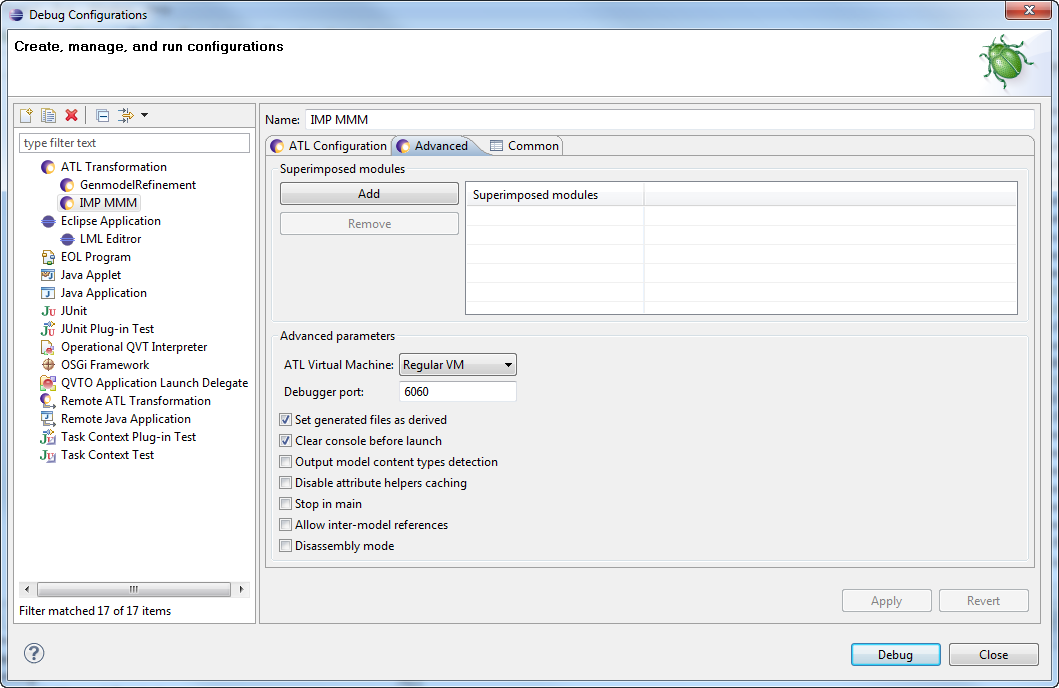 Debug Configurations
Create, manage, and run configurations
type filter text
ATL Transformation
GenmodelRefinement
IMP MMM
Eclipse Application
LML Editror
EOL Program
Java Applet
Java Application
JUnit
JUnit Plug-in Test
Operational QVT Interpreter
OSGi Framework
QVTO Application Launch Delegate
Remote ATL Transformation
Remote Java Application
Task Context Plug-in Test
Task Context Test
Filter matched 17 of 17 items
Name: IMP MMM
ATL Configuration Advanced Common
Superimposed modules
Add
Remove
Superimposed modules
Advanced parameters
ATL Virtual Machine: Regular VM
Debugger port: 6060
Set generated files as derived
Clear console before launch
Output model content types detection
Disable attribute helpers caching
Stop in main
Allow inter-model references
Disassembly mode
Apply Revert
Debug Close